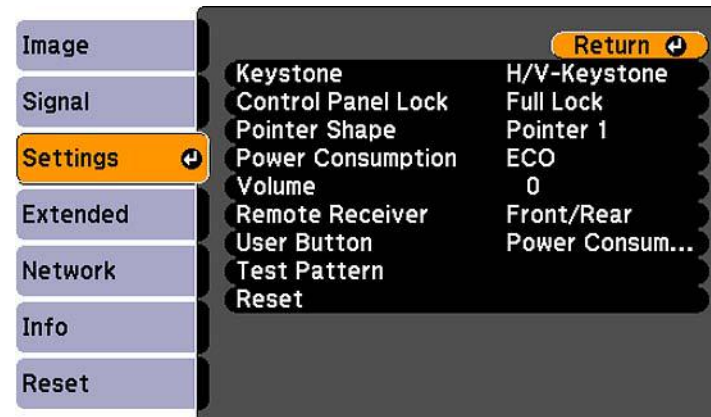 Image
Signal
Settings
Extended
Network
Info
Reset
Return
Keystone H/V-Keystone
Control Panel Lock Full Lock
Pointer Shape Pointer 1
Power Consumption ECO
Volume 0
Remote Receiver Front/Rear
User Button Power Consum...
Test Pattern
Reset